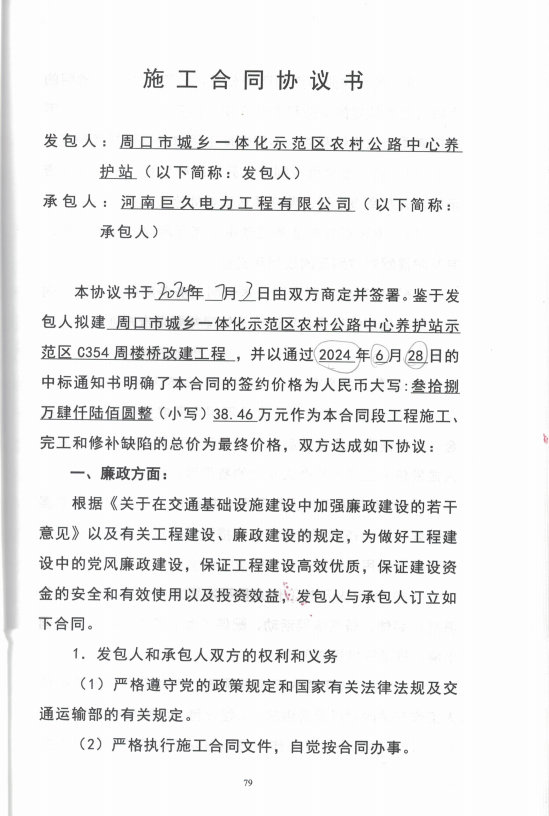 施工合同协议书
发包人：周口市城乡一体化示范区农村公路中心养
护站（以下简称：发包人）
承包人：河南巨久电力工程有限公司（以下简称：
承包人）
本协议书于2024年7月3日由双方商定并签署。鉴于发
包人拟建 周口市城乡一体化示范区农村公路中心养护站示
范区C354周楼桥改建工程，并以通过2024年6月28日的
中标通知书明确了本合同的签约价格为人民币大写：叁拾捌
万肆仟陆佰圆整（小写）38.46万元作为本合同段工程施工、
完工和修补缺陷的总价为最终价格，双方达成如下协议：
一、廉政方面：
根据《关于在交通基础设施建设中加强廉政建设的若干
意见》以及有关工程建设、廉政建设的规定，为做好工程建
设中的党风廉政建设，保证工程建设高效优质，保证建设资
金的安全和有效使用以及投资效益，发包人与承包人订立如
下合同。
1．发包人和承包人双方的权利和义务
（1）严格遵守党的政策规定和国家有关法律法规及交
通运输部的有关规定。
（2）严格执行施工合同文件，自觉按合同办事。
79